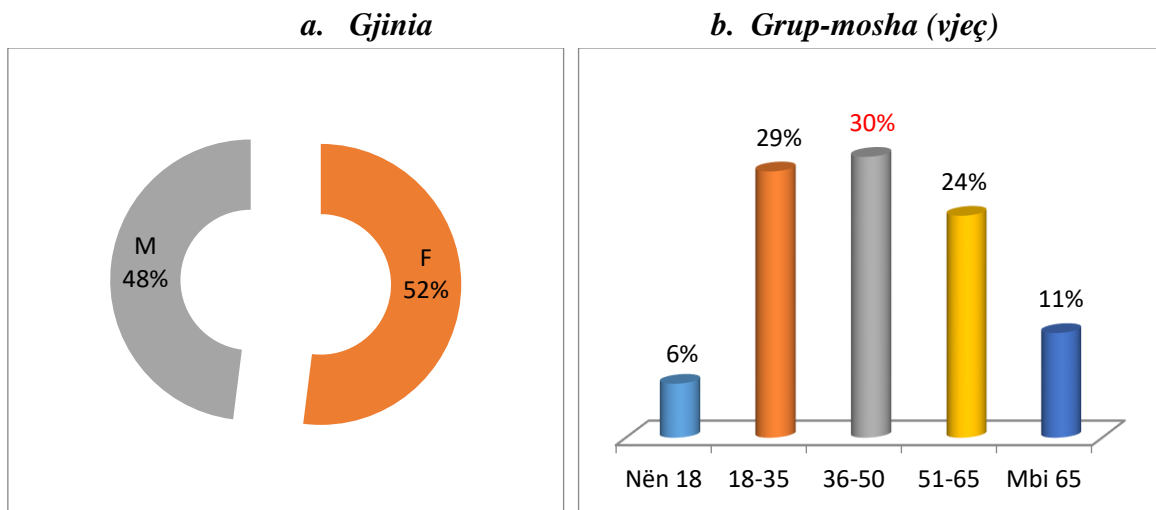 a. Gjinia
M
48%
F
52%
b. Grup-mosha (vjeç)
6%
29%
30%
24%
11%
Nën 18 18-35 36-50 51-65 Mbi 65